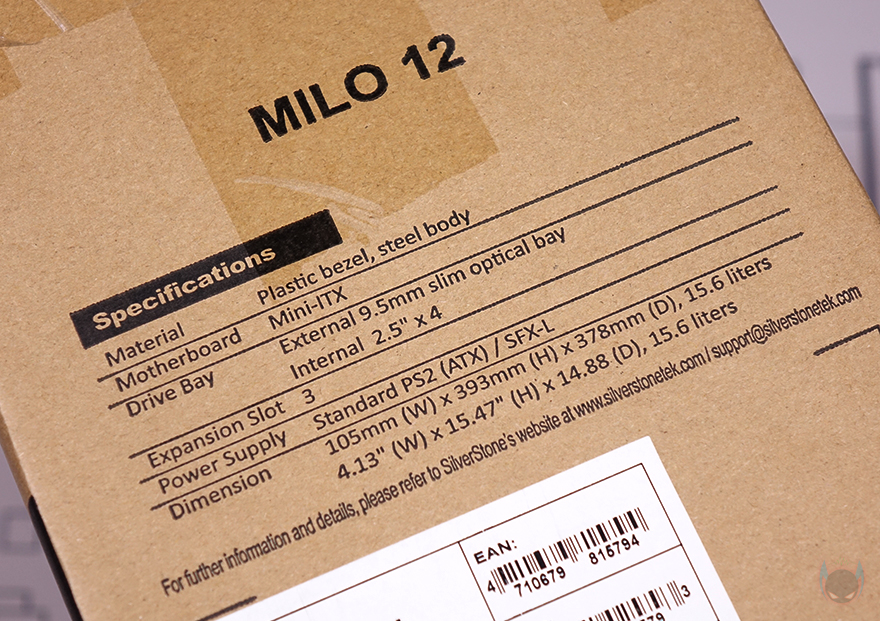 MILO 12
Specifications
Material Plastic bezel, steel body
Motherboard Mini-ITX
Drive Bay External 9.5mm slim optical bay
Internal 2.5" x 4
Expansion Slot 3
Power Supply Standard PS2 (ATX) / SFX-L
Dimension 105mm (W) x 393mm (H) x 378mm (D), 15.6 liters
4.13" (W) x 15.47" (H) x 14.88 (D), 15.6 liters
For further information and details, please refer to SilverStone's website at www.silverstonetek.com / support@silverstonetek.com
EAN:
4 710679 815794
3